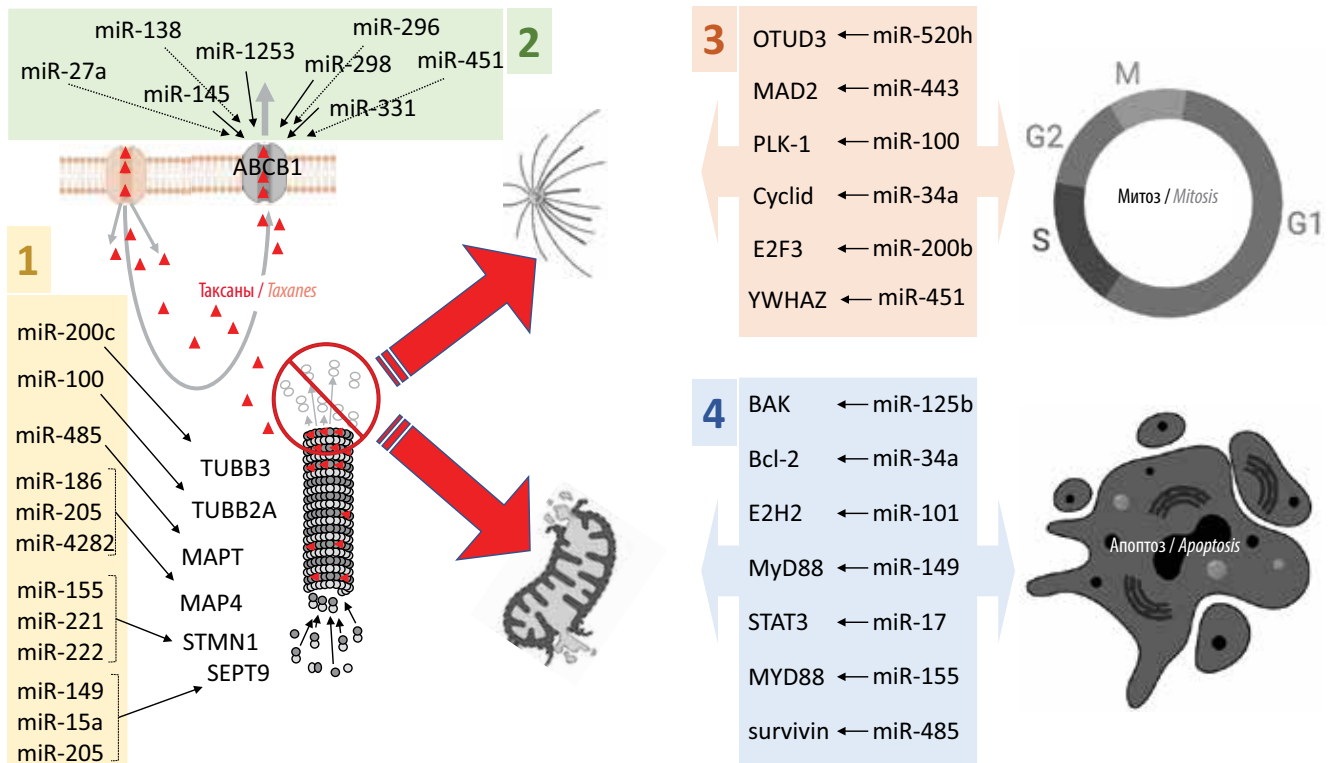 2
miR-138
miR-296
miR-1253
miR-27a
miR-298
miR-451
miR-145
miR-331
ABCB1
1
Таксаны / Taxanes
miR-200c
miR-100
miR-485
miR-186
miR-205
miR-4282
miR-155
miR-221
miR-222
miR-149
miR-15a
miR-205
TUBB3
TUBB2A
MAPT
MAP4
STMN1
SEPT9
3
OTUD3 miR-520h
MAD2 miR-443
PLK-1 miR-100
Cyclid miR-34a
E2F3 miR-200b
YWHAZ miR-451
M
G2
S
G1
Митоз / Mitosis
4
BAK miR-125b
Bcl-2 miR-34a
E2H2 miR-101
MyD88 miR-149
STAT3 miR-17
MYD88 miR-155
survivin miR-485
Апоптоз / Apoptosis